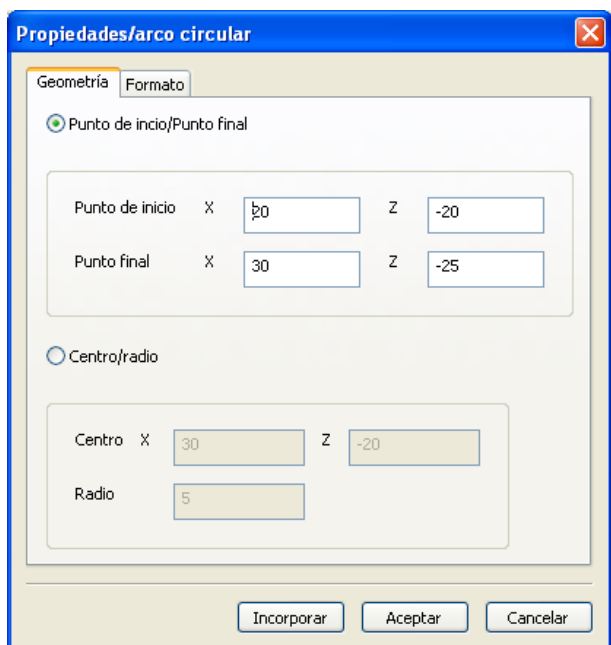 Propiedades/arco circular
Geometría Formato
Punto de incio/Punto final
Punto de inicio X 20 Z -20
Punto final X 30 Z -25
Centro/radio
Centro X 30 Z -20
Radio 5
Incorporar Aceptar Cancelar